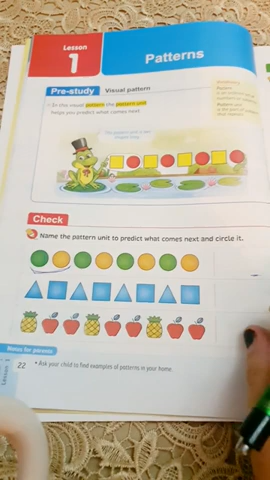 Lesson
1
Patterns
Pre-study Visual pattern
In the visual pattern the pattern unit
helps you predict what comes next
Check
Name the pattern unit to predict what comes next and circle it.
Notes for parents
22
• Ask your child to find examples of patterns in your home.
Lesson